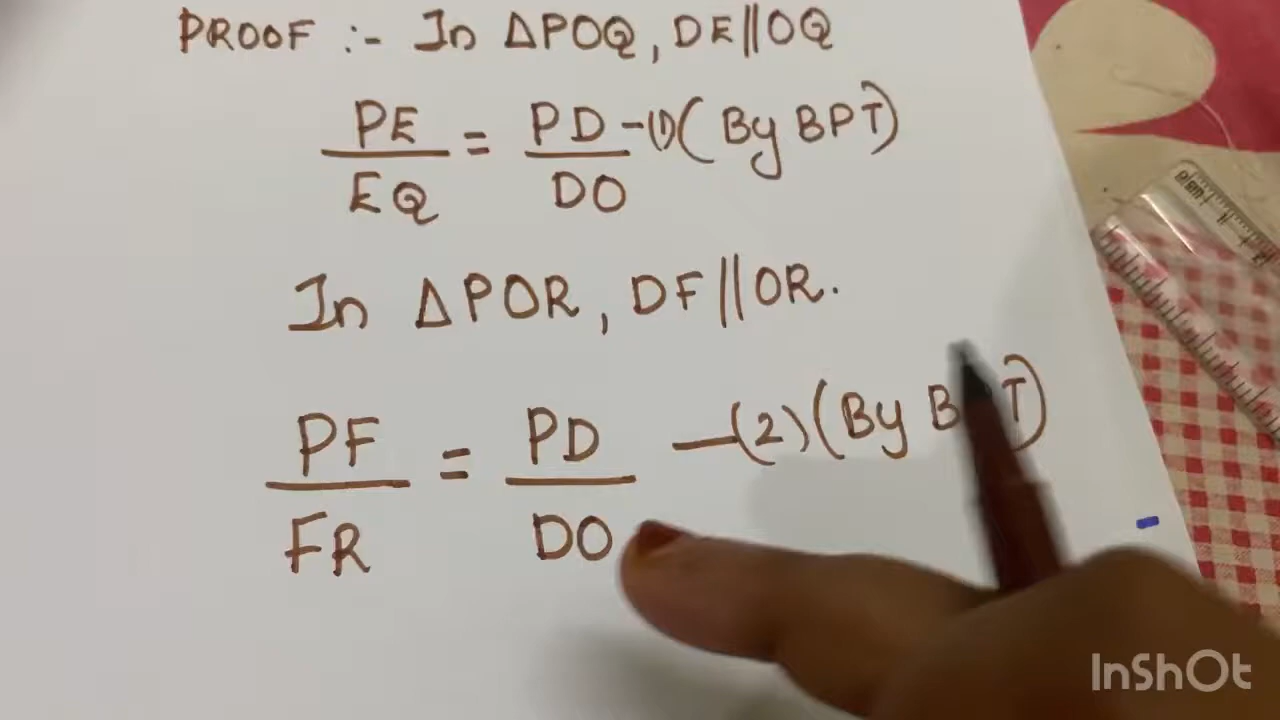 PROOF :- In ΔPOQ, DE||OQ
PE/EQ = PD/DO -(1) (By BPT)
In ΔPOR, DF||OR.
PF/FR = PD/DO —(2) (By BPT)
InShOt